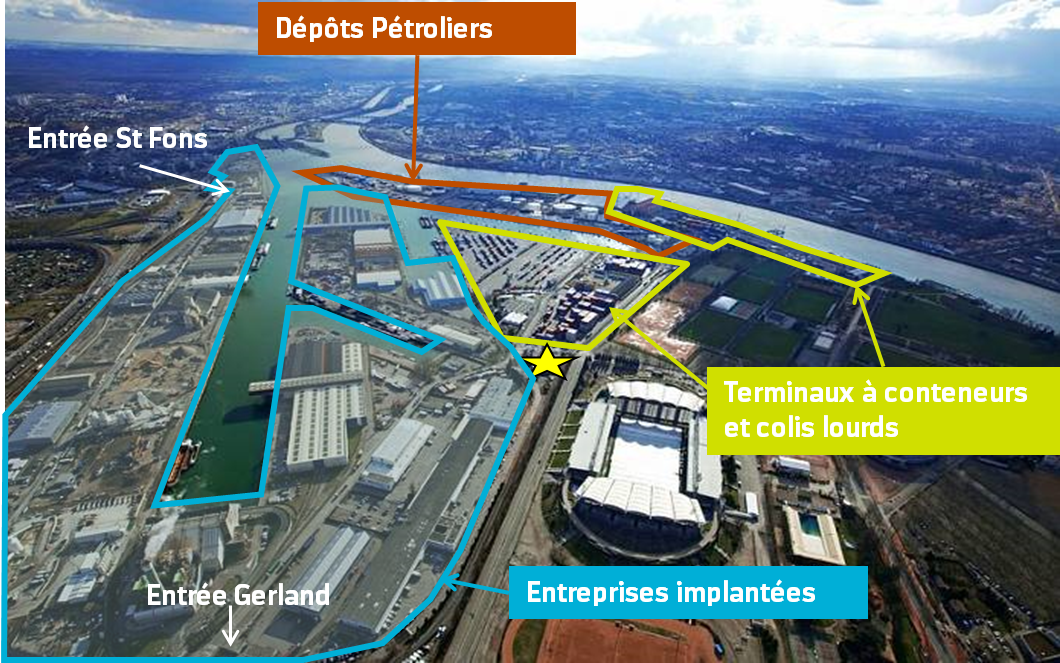 Dépôts Pétroliers
Entrée St Fons
Terminaux à conteneurs
et colis lourds
Entreprises implantées
Entrée Gerland